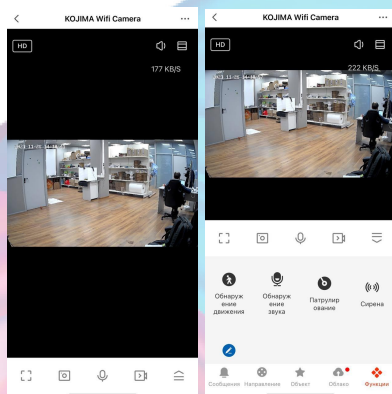 KOJIMA Wifi Camera
HD
177 KB/S
KOJIMA Wifi Camera
HD
222 KB/S
Обнаруж
ение
движения
Обнаруж
ение
звука
Патрулир
ование
Сирена
Сообщение
Направление
Объект
Облако
Функции